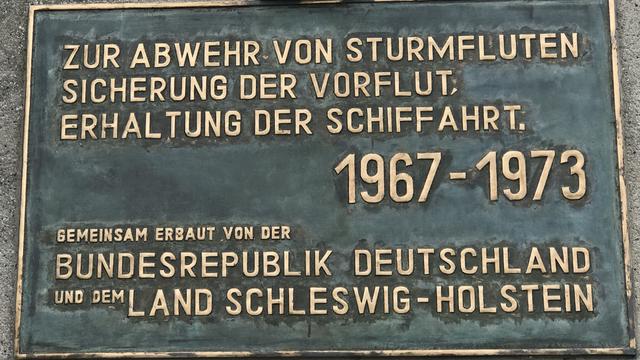 ZUR ABWEHR VON STURMFLUTEN
SICHERUNG DER VORFLUT,
ERHALTUNG DER SCHIFFAHRT.
1967-1973
GEMEINSAM ERBAUT VON DER
BUNDESREPUBLIK DEUTSCHLAND
UND DEM LAND SCHLESWIG-HOLSTEIN